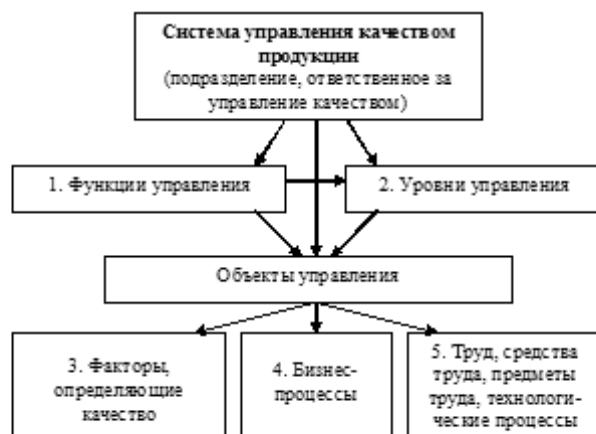 Система управления качеством
продукции
(подразделение, ответственное за
управление качеством)
1. Функции управления
2. Уровни управления
Объекты управления
3. Факторы,
определяющие
качество
4. Бизнес-
процессы
5. Труд, средства
труда, предметы
труда, технологи-
ческие процессы